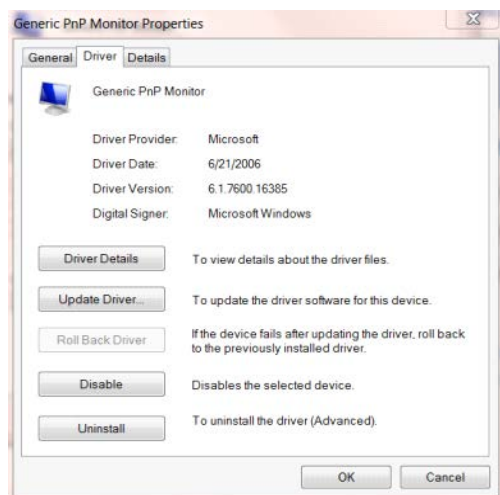 Generic PnP Monitor Properties
General Driver Details
Generic PnP Monitor
Driver Provider: Microsoft
Driver Date: 6/21/2006
Driver Version: 6.1.7600.16385
Digital Signer: Microsoft Windows
Driver Details To view details about the driver files.
Update Driver... To update the driver software for this device.
Roll Back Driver If the device fails after updating the driver, roll back
to the previously installed driver.
Disable Disables the selected device.
Uninstall To uninstall the driver (Advanced).
OK Cancel